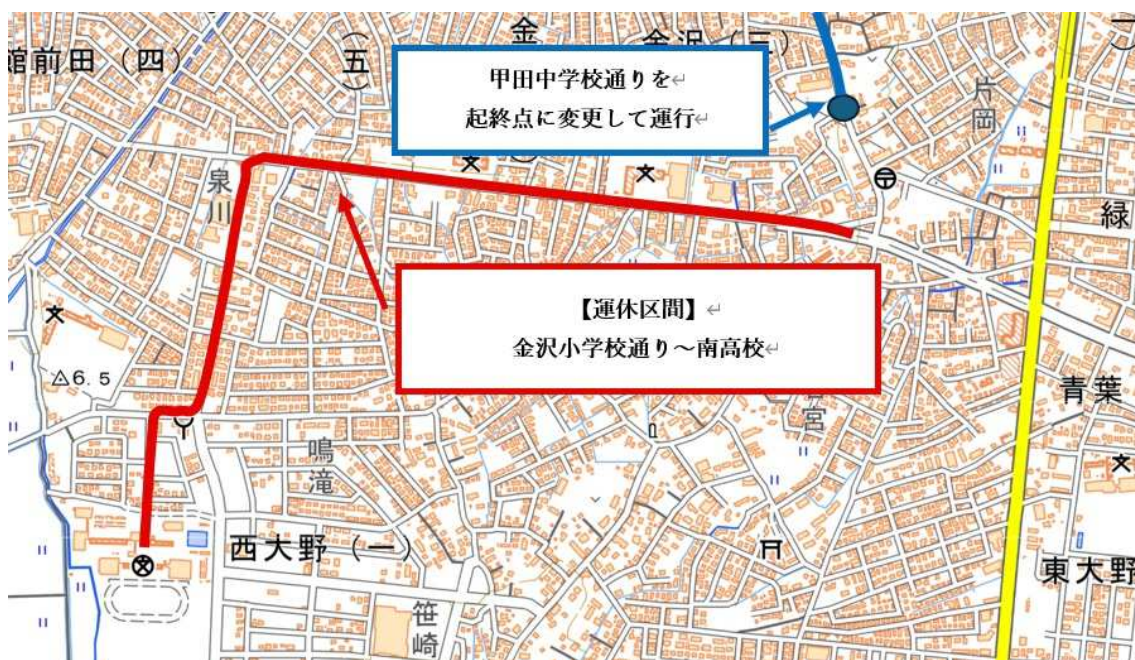 館前田（四）
（五）
金
金沢（三）
甲田中学校通りを↵
起終点に変更して運行↵
片岡
泉川
緑
【運休区間】↵
金沢小学校通り～南高校↵
6.5
宮
青葉
鳴滝
西大野（一）
笹崎
東大野